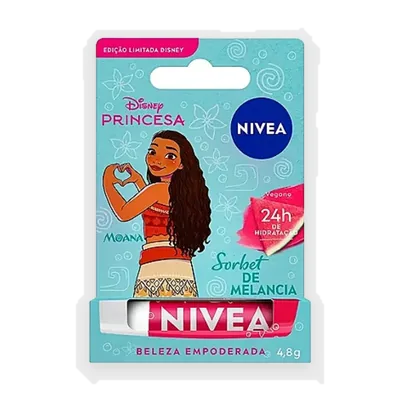 EDIÇÃO LIMITADA DISNEY
Disney
PRINCESA
NIVEA
MOANA
Vegano
24h
DE
HIDRATAÇÃO
Sorbet
DE
MELANCIA
NIVEA
BELEZA EMPODERADA
4,8g